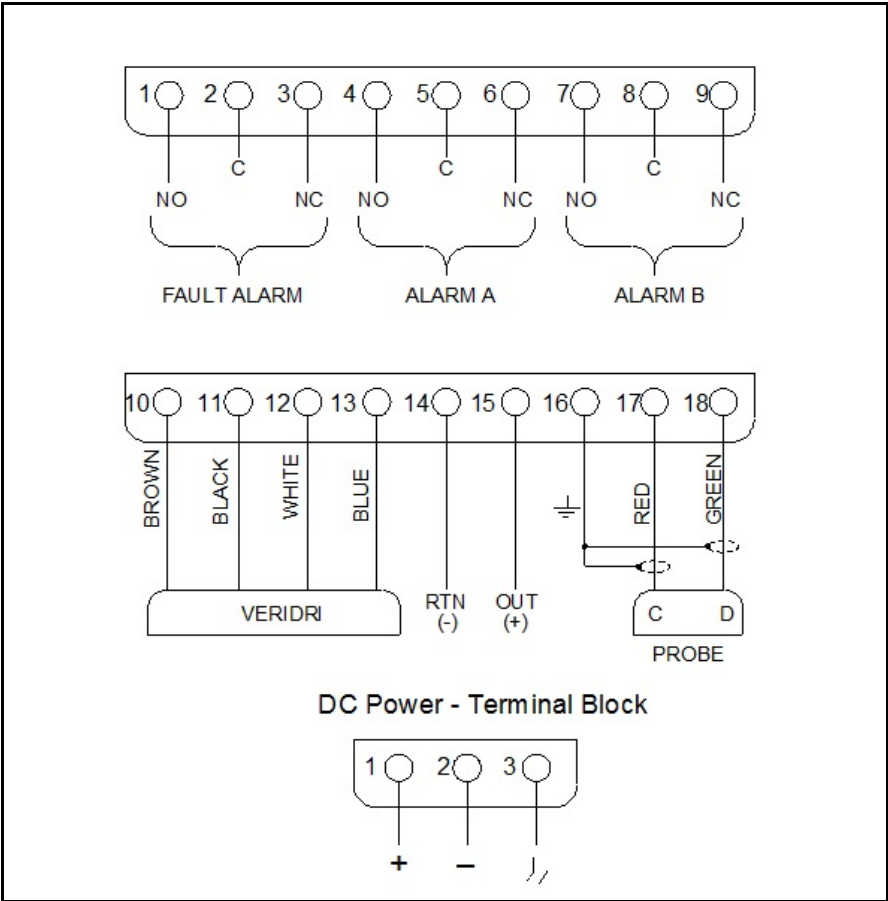 1 2 3 4 5 6 7 8 9
C C C
NO NC NO NC NO NC
FAULT ALARM ALARM A ALARM B
10 11 12 13 14 15 16 17 18
BROWN BLACK WHITE BLUE RED GREEN
VERIDRI RTN OUT C D
(-) (+)
PROBE
DC Power - Terminal Block
1 2 3
+ –